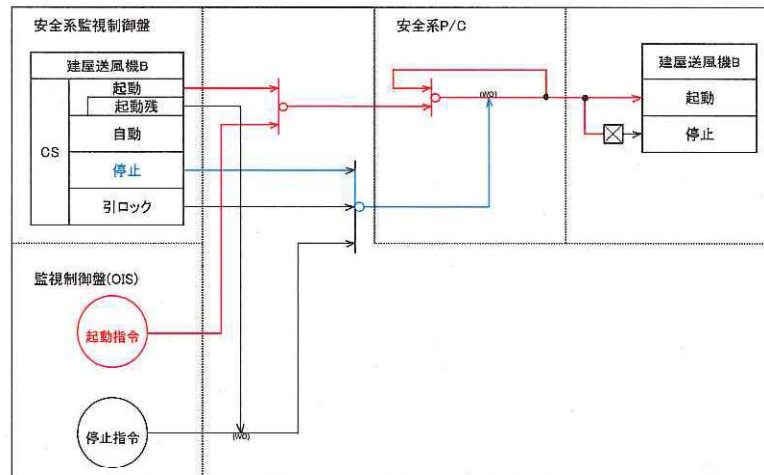 安全系監視制御盤
建屋送風機B
起動
起動残
CS
自動
停止
引ロック
監視制御盤(OIS)
起動指令
停止指令
(WO)
安全系P/C
(WO)
建屋送風機B
起動
停止